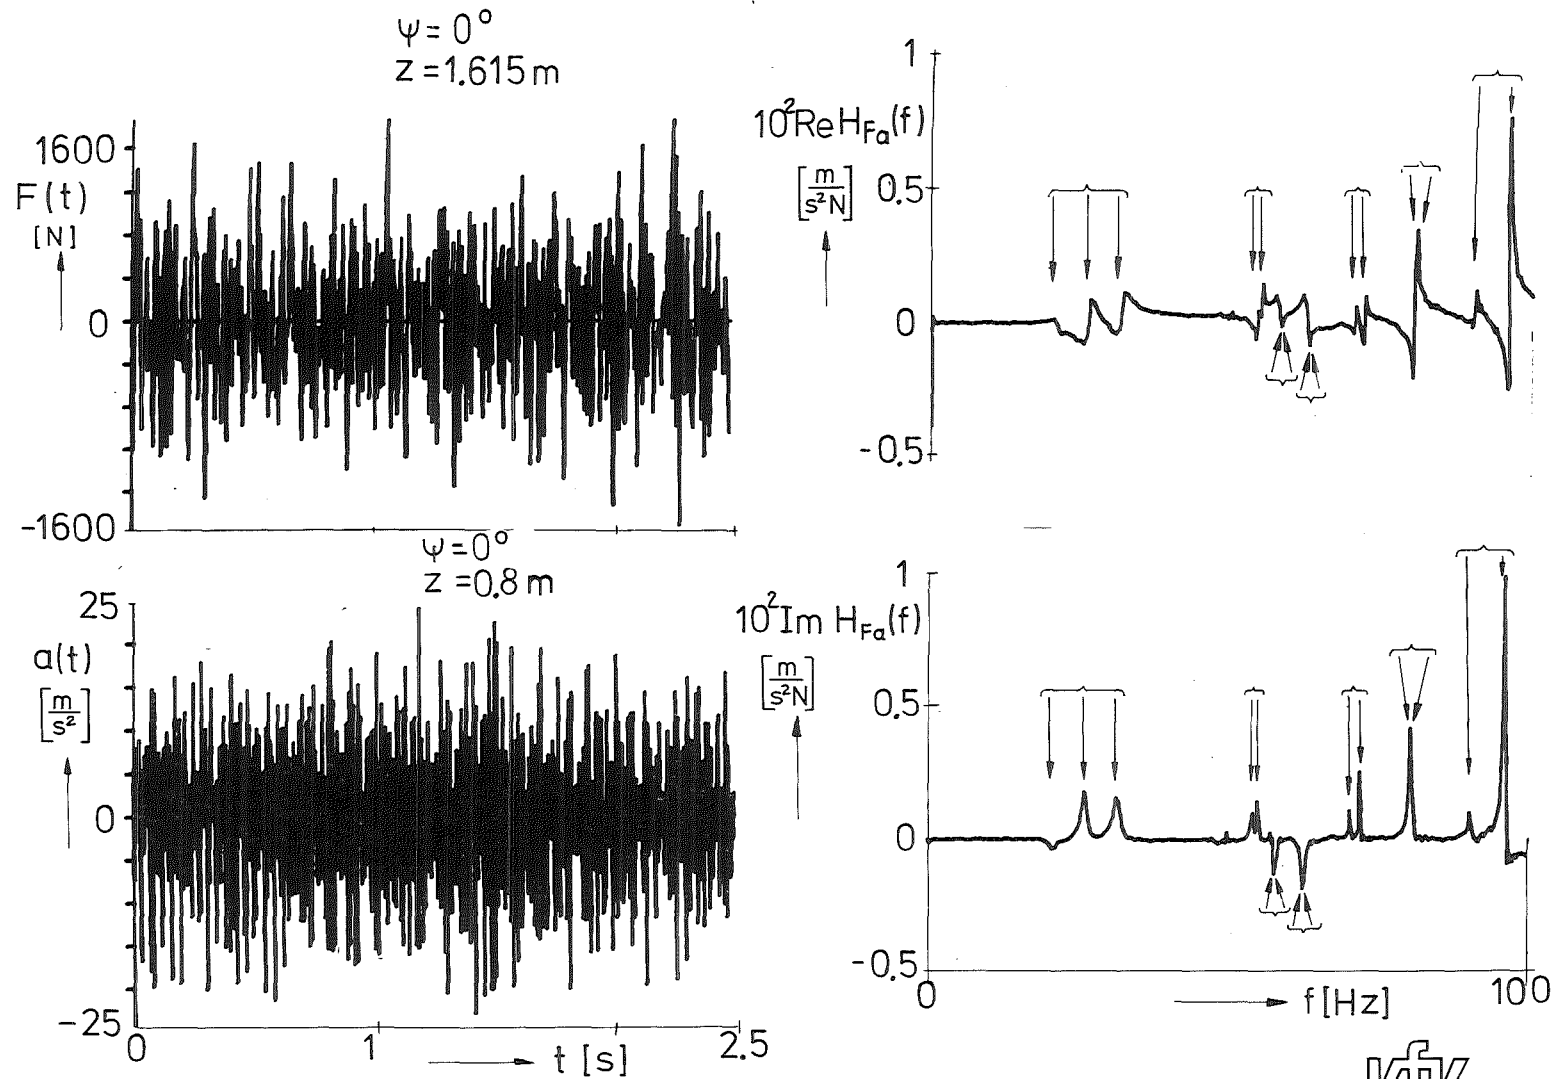 ψ = 0°
z = 1.615 m
1600
F(t)
[N]
0
-1600
ψ = 0°
z = 0.8 m
25
a(t)
[m/s²]
0
-25
0
1
2.5
t [s]
1
10²Re H_Fa(f)
[m/s²N]
0.5
0
-0.5
1
10²Im H_Fa(f)
[m/s²N]
0.5
0
-0.5
0
100
f [Hz]
KfK